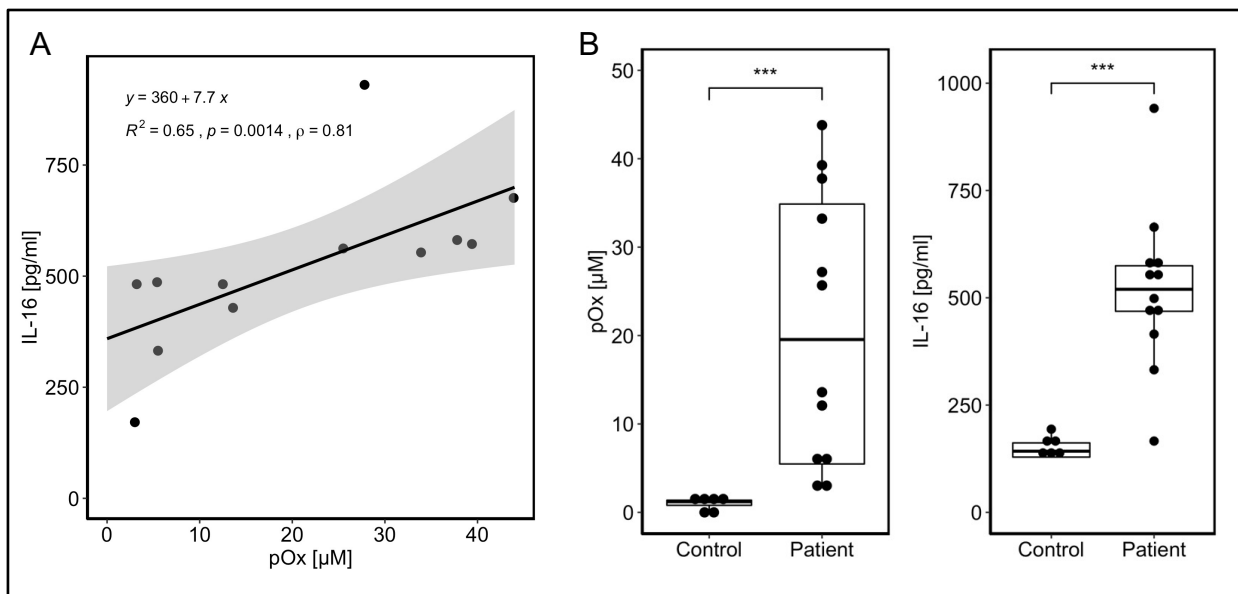 A
y = 360 + 7.7 x
R² = 0.65 , p = 0.0014 , ρ = 0.81
IL-16 [pg/ml]
750
500
250
0
0 10 20 30 40
pOx [µM]
B
pOx [µM]
50
40
30
20
10
0
***
Control Patient
IL-16 [pg/ml]
1000
750
500
250
0
***
Control Patient